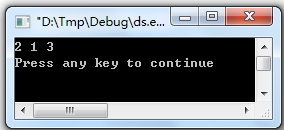 "D:\Tmp\Debug\ds.e...
2 1 3
Press any key to continue